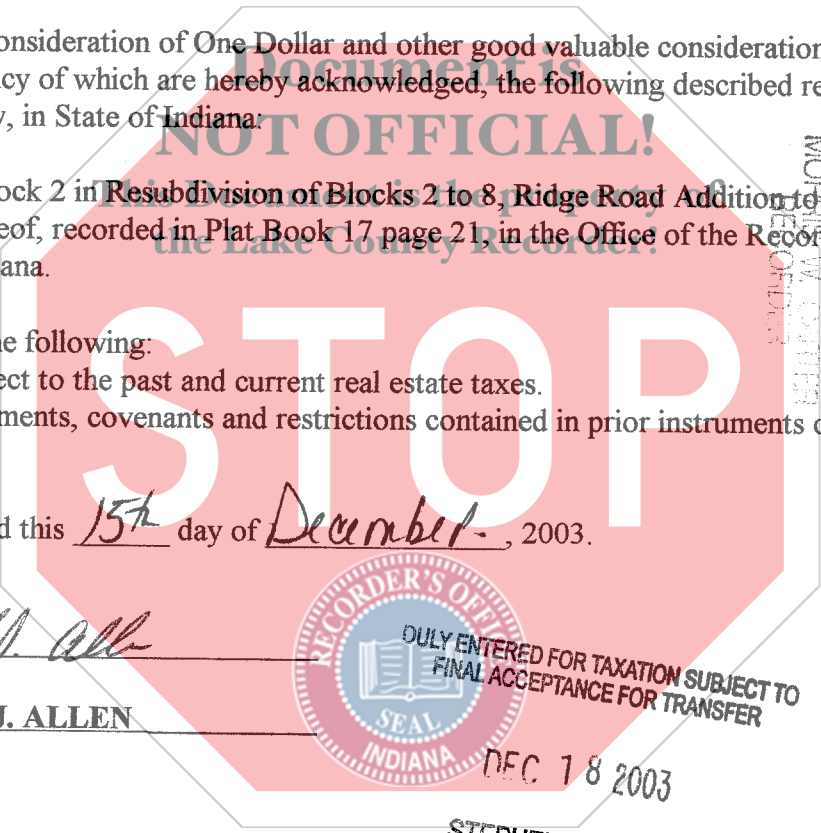 onsideration of One Dollar and other good valuable consideration
Document is
cy of which are hereby acknowledged, the following described re
y, in State of Indiana:
NOT OFFICIAL!
This Document is the property of
ock 2 in Resubdivision of Blocks 2 to 8, Ridge Road Addition to
eof, recorded in Plat Book 17 page 21, in the Office of the Recor
the Lake County Recorder!
ana.
RECORDER
STOP
e following:
ect to the past and current real estate taxes.
ments, covenants and restrictions contained in prior instruments o
d this 15th day of December., 2003.
J. ALLEN
RECORDER'S OFFICE
SEAL
INDIANA
DULY ENTERED FOR TAXATION SUBJECT TO
FINAL ACCEPTANCE FOR TRANSFER
DEC 18 2003